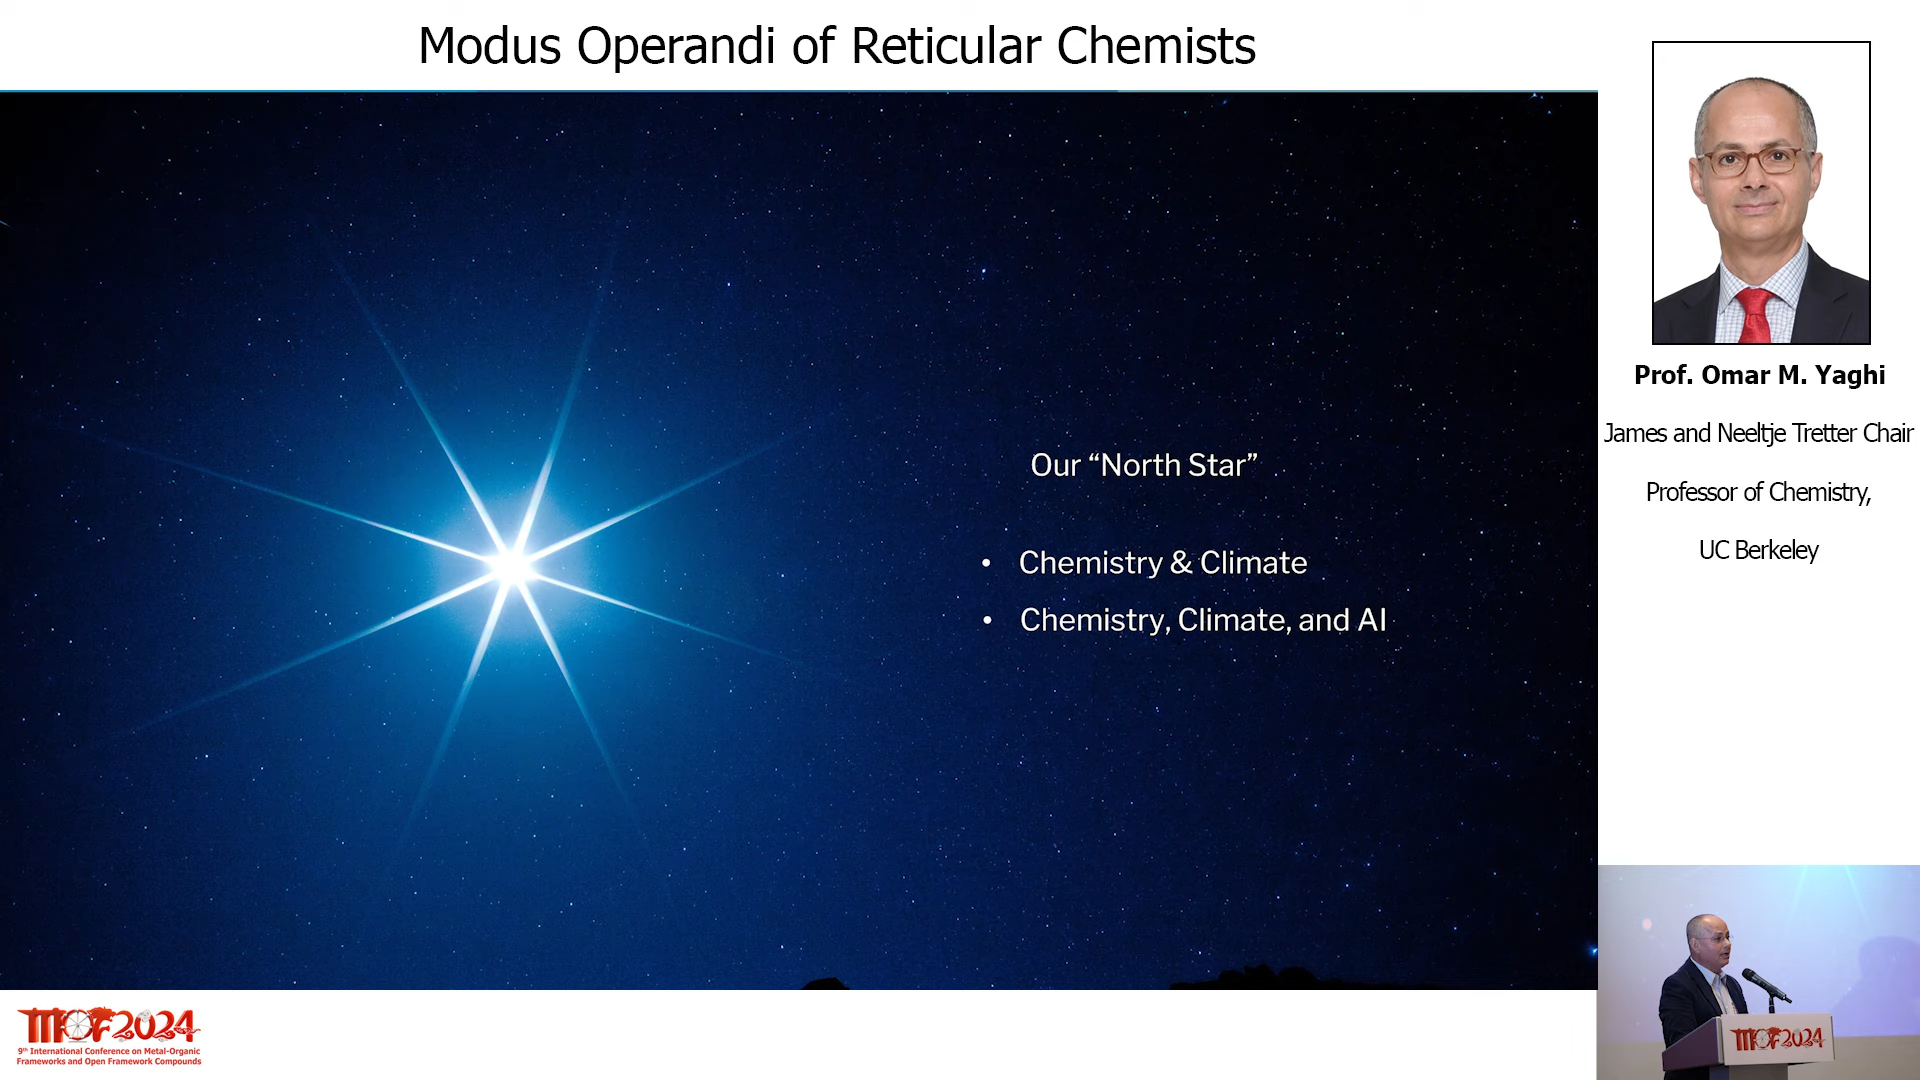 Modus Operandi of Reticular Chemists
Our “North Star”
• Chemistry & Climate
• Chemistry, Climate, and AI
Prof. Omar M. Yaghi
James and Neeltje Tretter Chair
Professor of Chemistry,
UC Berkeley
MOF2024
9th International Conference on Metal-Organic
Frameworks and Open Framework Compounds
MOF2024